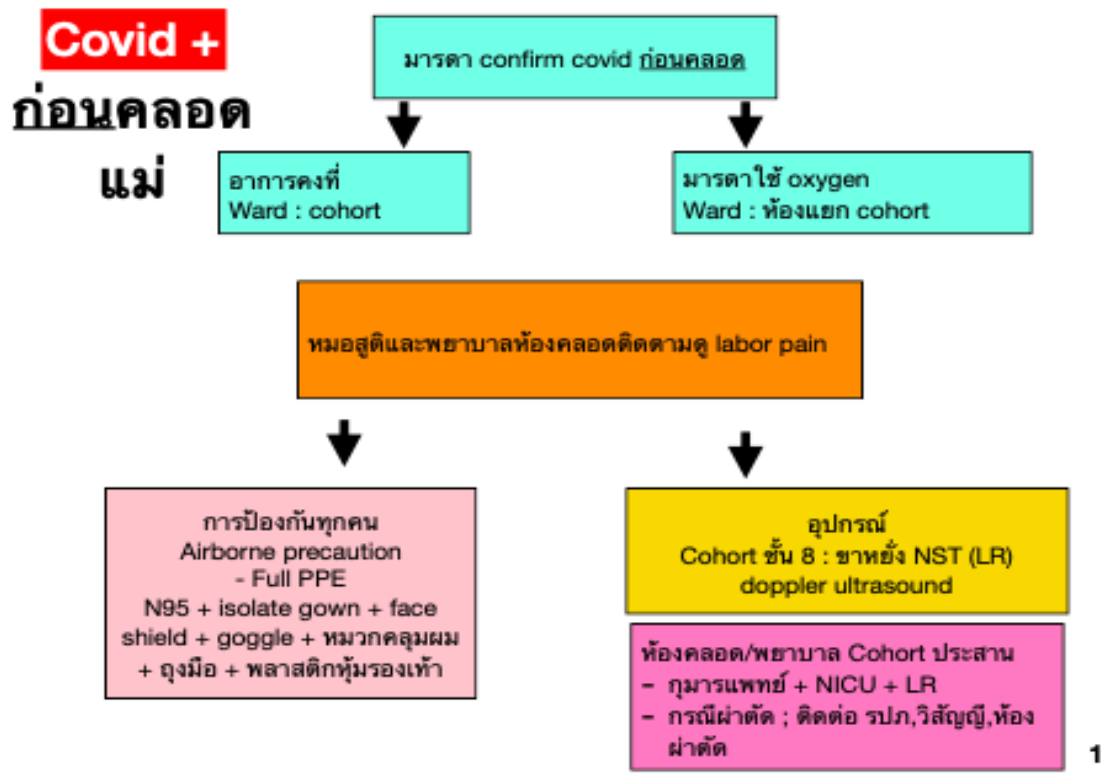 Covid +
ก่อนคลอด
แม่
มารดา confirm covid ก่อนคลอด
อาการคงที่
Ward : cohort
มารดาใช้ oxygen
Ward : ห้องแยก cohort
หมอสูติและพยาบาลห้องคลอดติดตามดู labor pain
การป้องกันทุกคน
Airborne precaution
- Full PPE
N95 + isolate gown + face
shield + goggle + หมวกคลุมผม
+ ถุงมือ + พลาสติกหุ้มรองเท้า
อุปกรณ์
Cohort ชั้น 8 : ขาหยั่ง NST (LR)
doppler ultrasound
ห้องคลอด/พยาบาล Cohort ประสาน
- กุมารแพทย์ + NICU + LR
- กรณีผ่าตัด ; ติดต่อ รปภ,วิสัญญี,ห้อง
ผ่าตัด
1